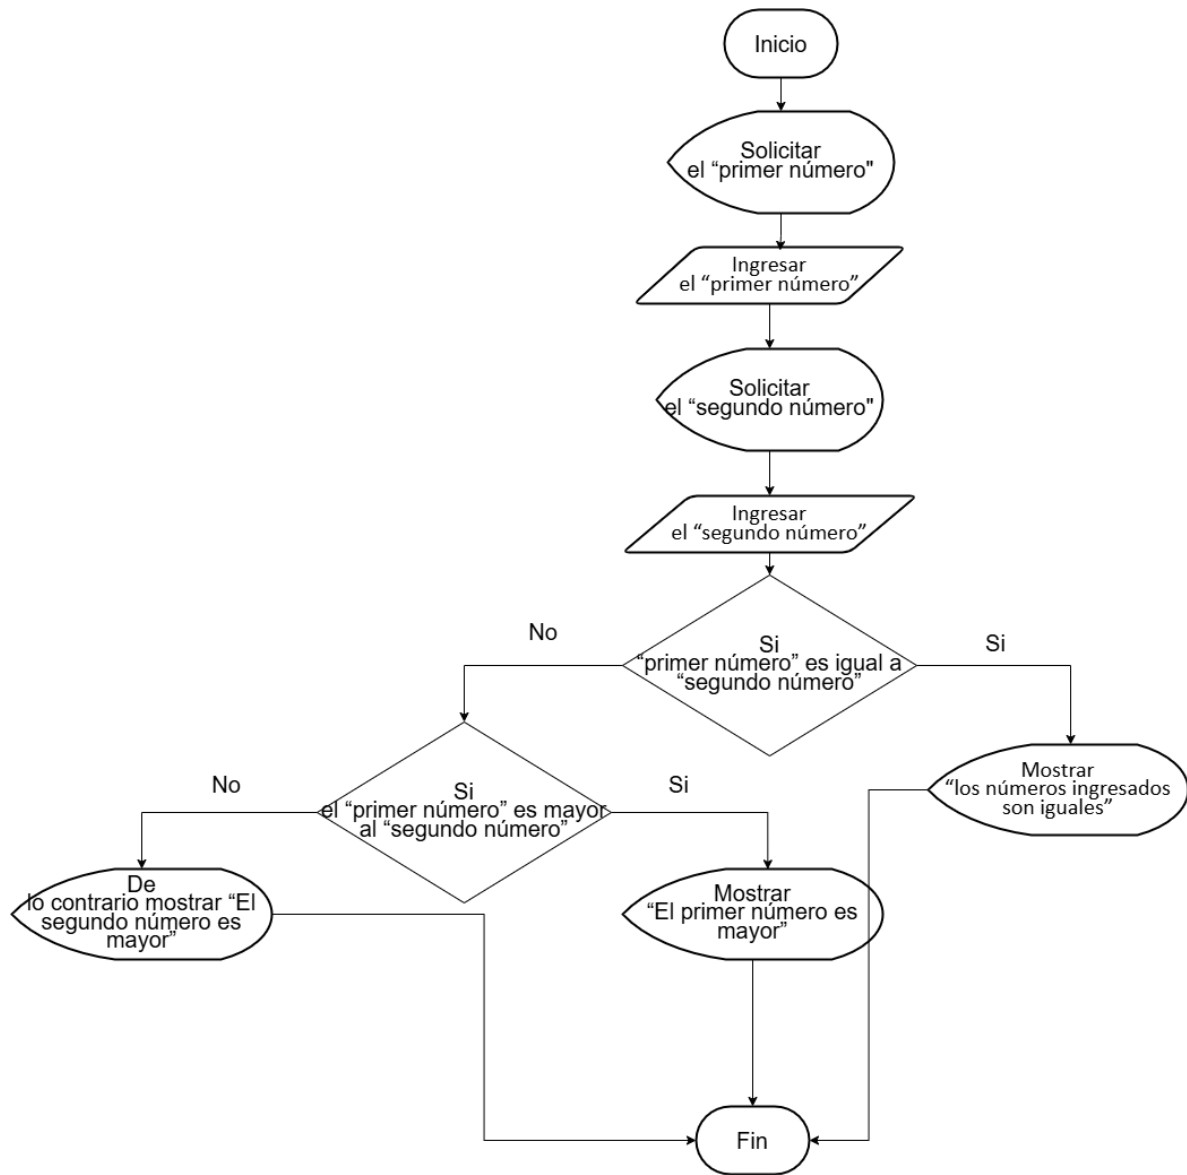 Inicio
Solicitar
el “primer número"
Ingresar
el “primer número”
Solicitar
el “segundo número"
Ingresar
el “segundo número”
No
Si
“primer número” es igual a
“segundo número”
Si
No
Si
el “primer número” es mayor
al “segundo número”
Si
Mostrar
“los números ingresados
son iguales”
De
lo contrario mostrar “El
segundo número es
mayor”
Mostrar
“El primer número es
mayor”
Fin